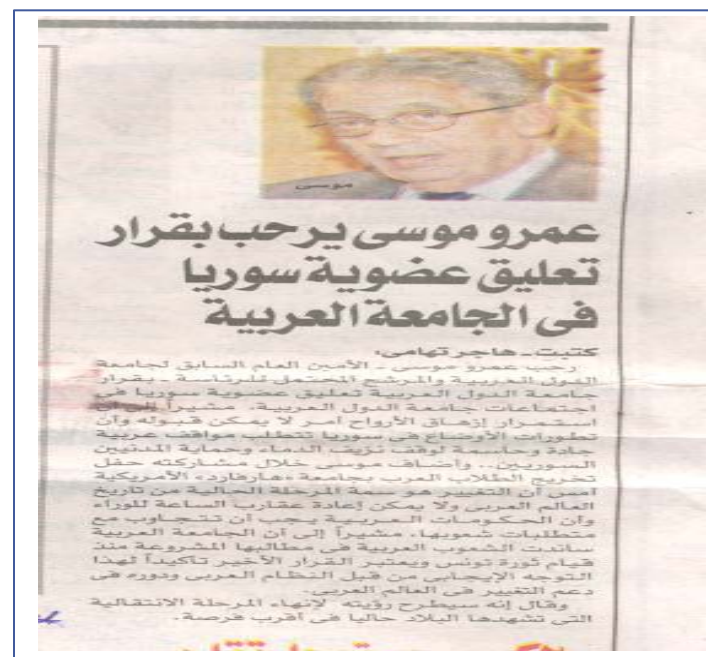 موسى
عمرو موسى يرحب بقرار
تعليق عضوية سوريا
فى الجامعة العربية
كتبت - هاجر تهامى:
رحب عمرو موسى - الأمين العام السابق لجامعة
الدول العربية والمرشح المحتمل للرئاسة - بقرار
جامعة الدول العربية تعليق عضوية سوريا فى
اجتماعات جامعة الدول العربية، مشيراً إلى أن
استمرار إزهاق الأرواح أمر لا يمكن قبوله وأن
تطورات الأوضاع فى سوريا تتطلب مواقف عربية
جادة وحاسمة لوقف نزيف الدماء وحماية المدنيين
السوريين.. وأضاف موسى خلال مشاركته حفل
تخريج الطلاب العرب بجامعة «هارفارد» الأمريكية
أمس أن التغيير هو سمة المرحلة الحالية من تاريخ
العالم العربى ولا يمكن إعادة عقارب الساعة للوراء
وأن الحكومات العربية يجب أن تتجاوب مع
متطلبات شعوبها، مشيراً إلى أن الجامعة العربية
ساندت الشعوب العربية فى مطالبها المشروعة منذ
قيام ثورة تونس ويعتبر القرار الأخير تأكيداً لهذا
التوجه الإيجابى من قبل النظام العربى ودوره فى
دعم التغيير فى العالم العربى.
وقال إنه سيطرح رؤيته لإنهاء المرحلة الانتقالية
التى تشهدها البلاد حاليا فى أقرب فرصة.